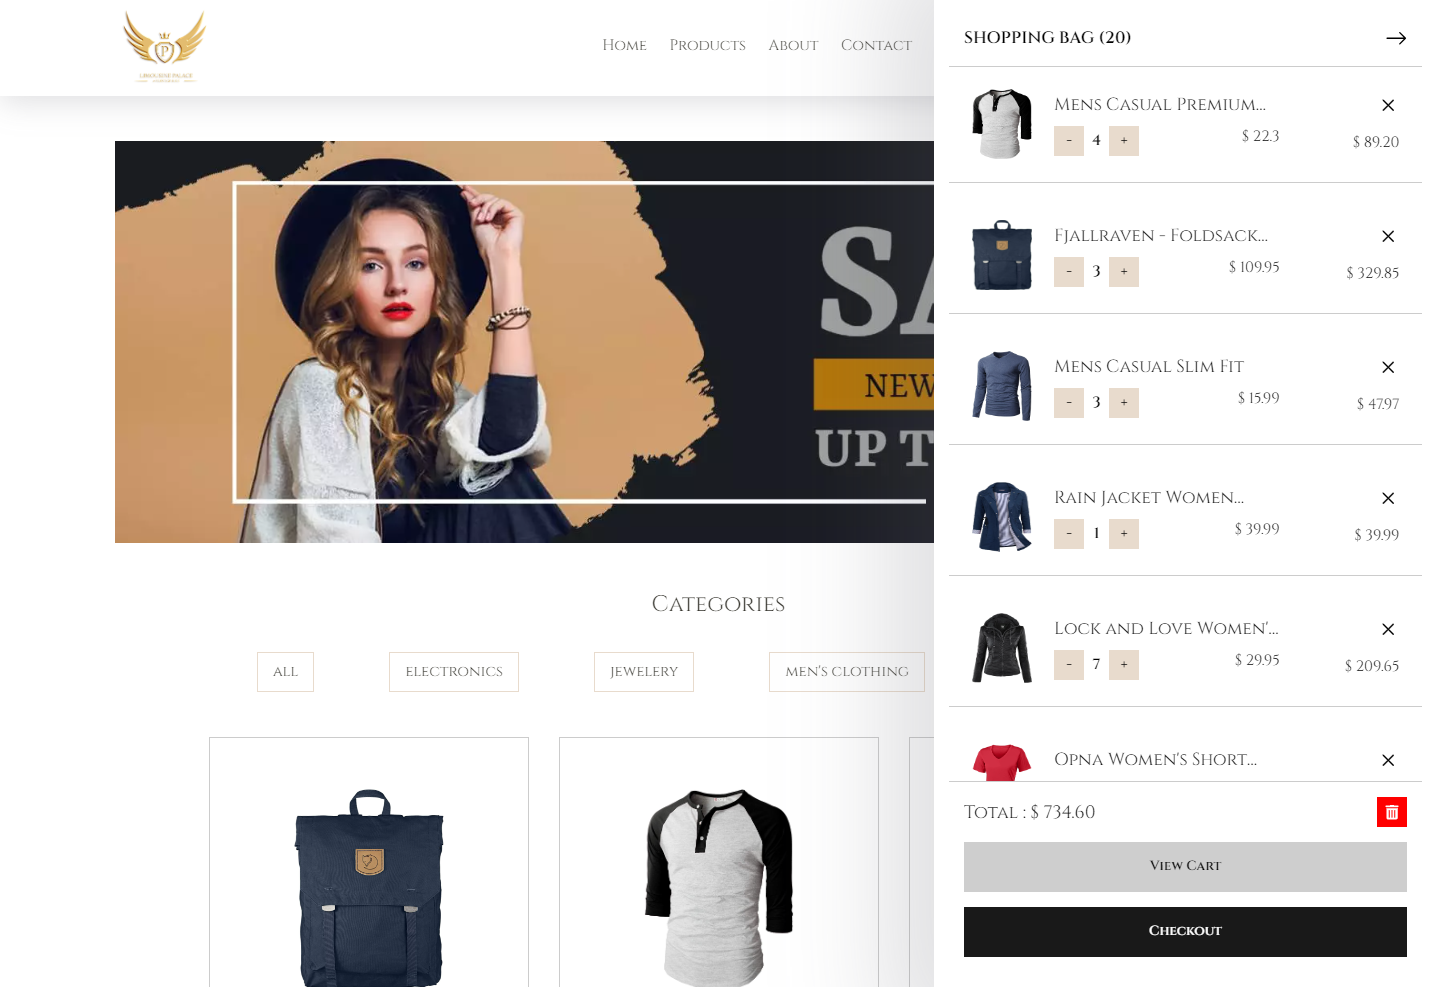 Home Products About Contact
SA
NEW
UP T
Categories
ALL
ELECTRONICS
JEWELERY
MEN'S CLOTHING
SHOPPING BAG (20)
Mens Casual Premium...
- 4 +
$ 22.3
$ 89.20
Fjallraven - Foldsack...
- 3 +
$ 109.95
$ 329.85
Mens Casual Slim Fit
- 3 +
$ 15.99
$ 47.97
Rain Jacket Women...
- 1 +
$ 39.99
$ 39.99
Lock and Love Women'...
- 7 +
$ 29.95
$ 209.65
Opna Women's Short...
Total : $ 734.60
View Cart
Checkout